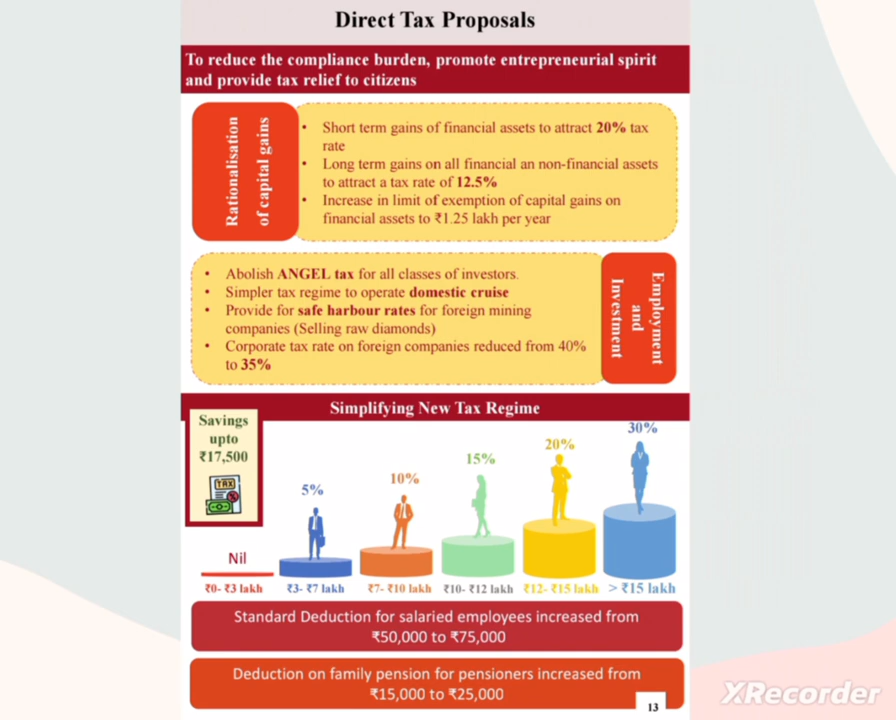 Direct Tax Proposals
To reduce the compliance burden, promote entrepreneurial spirit
and provide tax relief to citizens
Rationalisation
of capital gains
• Short term gains of financial assets to attract 20% tax
rate
• Long term gains on all financial an non-financial assets
to attract a tax rate of 12.5%
• Increase in limit of exemption of capital gains on
financial assets to ₹1.25 lakh per year
• Abolish ANGEL tax for all classes of investors.
• Simpler tax regime to operate domestic cruise
• Provide for safe harbour rates for foreign mining
companies (Selling raw diamonds)
• Corporate tax rate on foreign companies reduced from 40%
to 35%
Employment
and
Investment
Simplifying New Tax Regime
Savings
upto
₹17,500
TAX
Nil
5%
10%
15%
20%
30%
₹0- ₹3 lakh
₹3- ₹7 lakh
₹7- ₹10 lakh
₹10- ₹12 lakh
₹12- ₹15 lakh
> ₹15 lakh
Standard Deduction for salaried employees increased from
₹50,000 to ₹75,000
Deduction on family pension for pensioners increased from
₹15,000 to ₹25,000
13
XRecorder